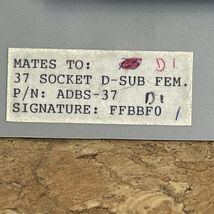 MATES TO: D1
37 SOCKET D-SUB FEM.
P/N: ADBS-37 D1
SIGNATURE: FFBBF0